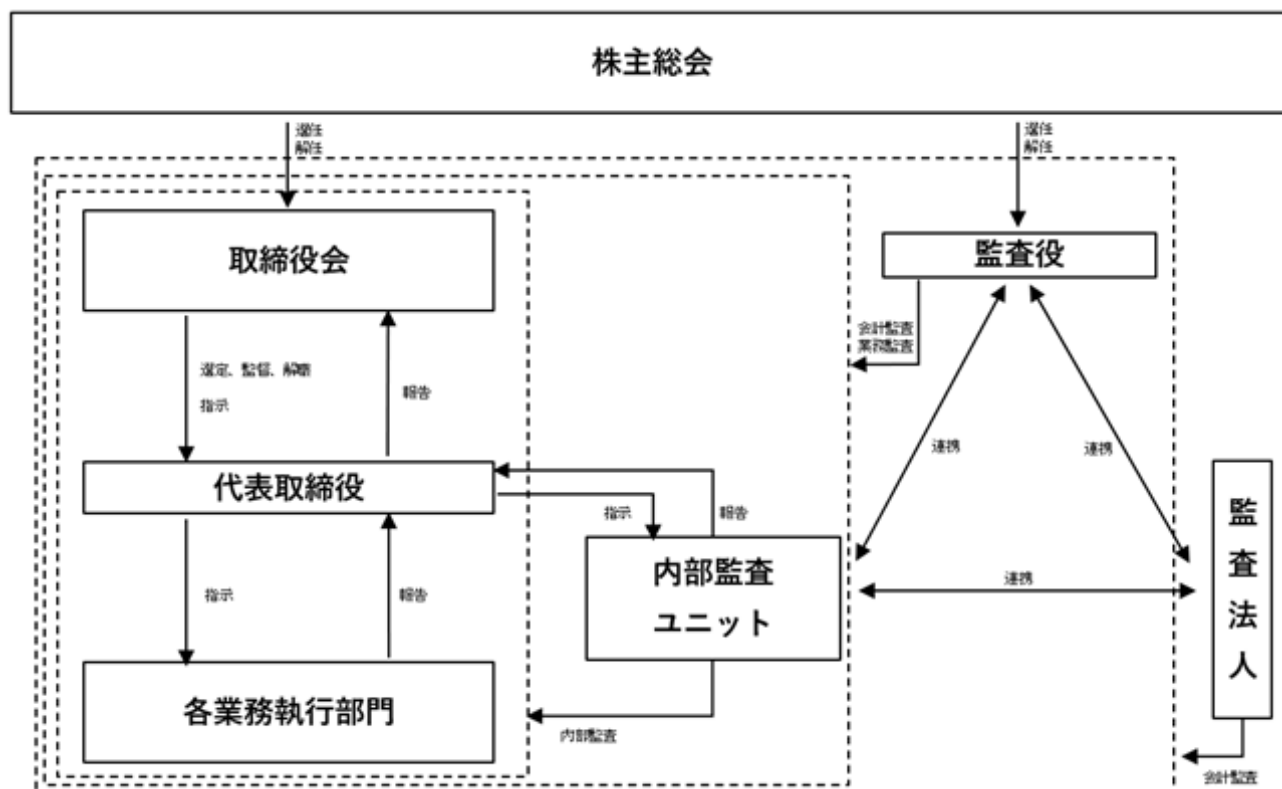 株主総会
選任
解任
選任
解任
取締役会
監査役
会計監査
業務監査
選定、監督、解職
指示
報告
連携
連携
代表取締役
指示
報告
内部監査
ユニット
連携
監査法人
指示
報告
各業務執行部門
内部監査
会計監査